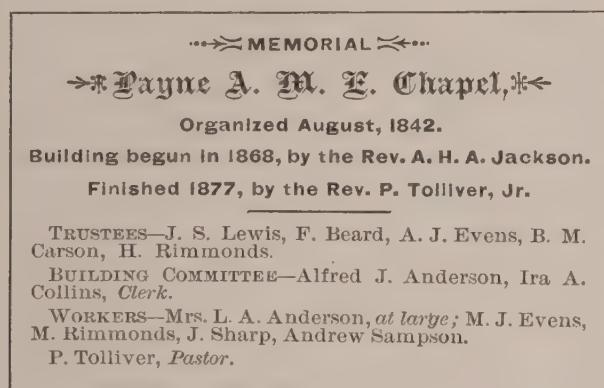 MEMORIAL
Payne A. M. E. Chapel,
Organized August, 1842.
Building begun in 1868, by the Rev. A. H. A. Jackson.
Finished 1877, by the Rev. P. Tolliver, Jr.
TRUSTEES—J. S. Lewis, F. Beard, A. J. Evens, B. M.
Carson, H. Rimmonds.
BUILDING COMMITTEE—Alfred J. Anderson, Ira A.
Collins, Clerk.
WORKERS—Mrs. L. A. Anderson, at large; M. J. Evens,
M. Rimmonds, J. Sharp, Andrew Sampson.
P. Tolliver, Pastor.